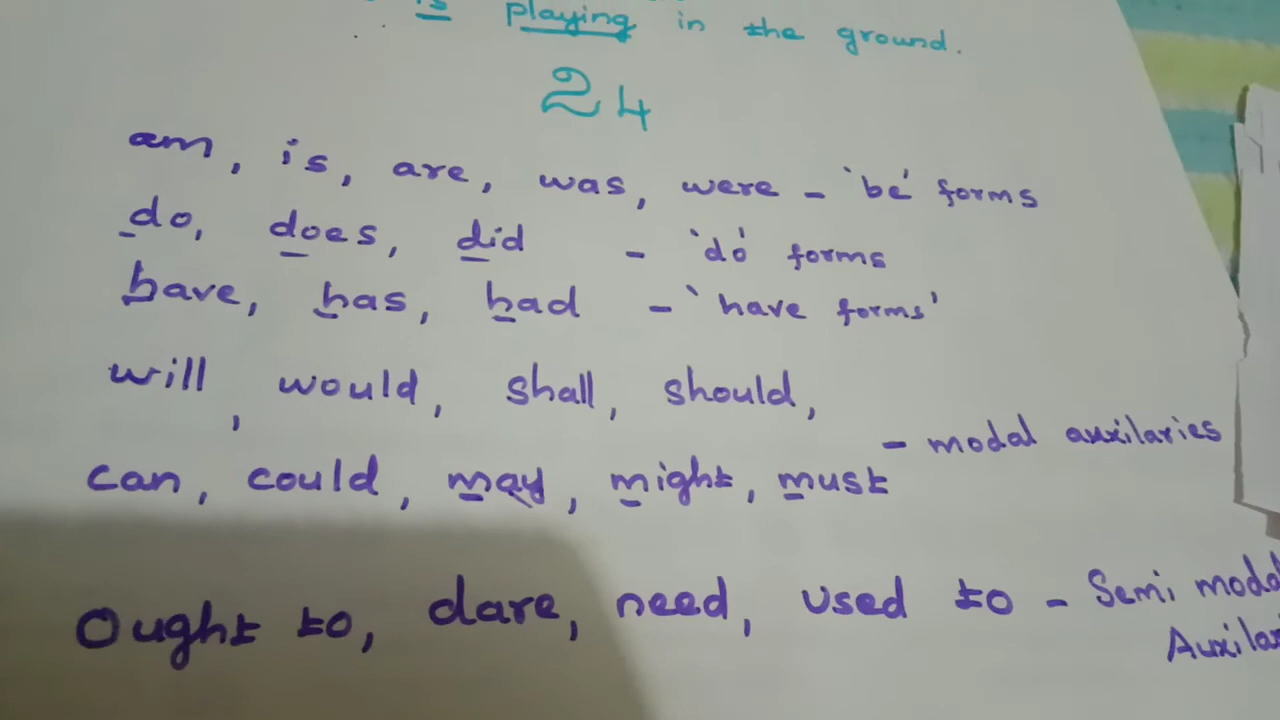 is playing in the ground.
24
am, is, are, was, were - 'be' forms
do, does, did - 'do' forms
have, has, had - 'have forms'
will, would, shall, should,
- modal auxilaries
can, could, may, might, must
Ought to, dare, need, used to - Semi modal